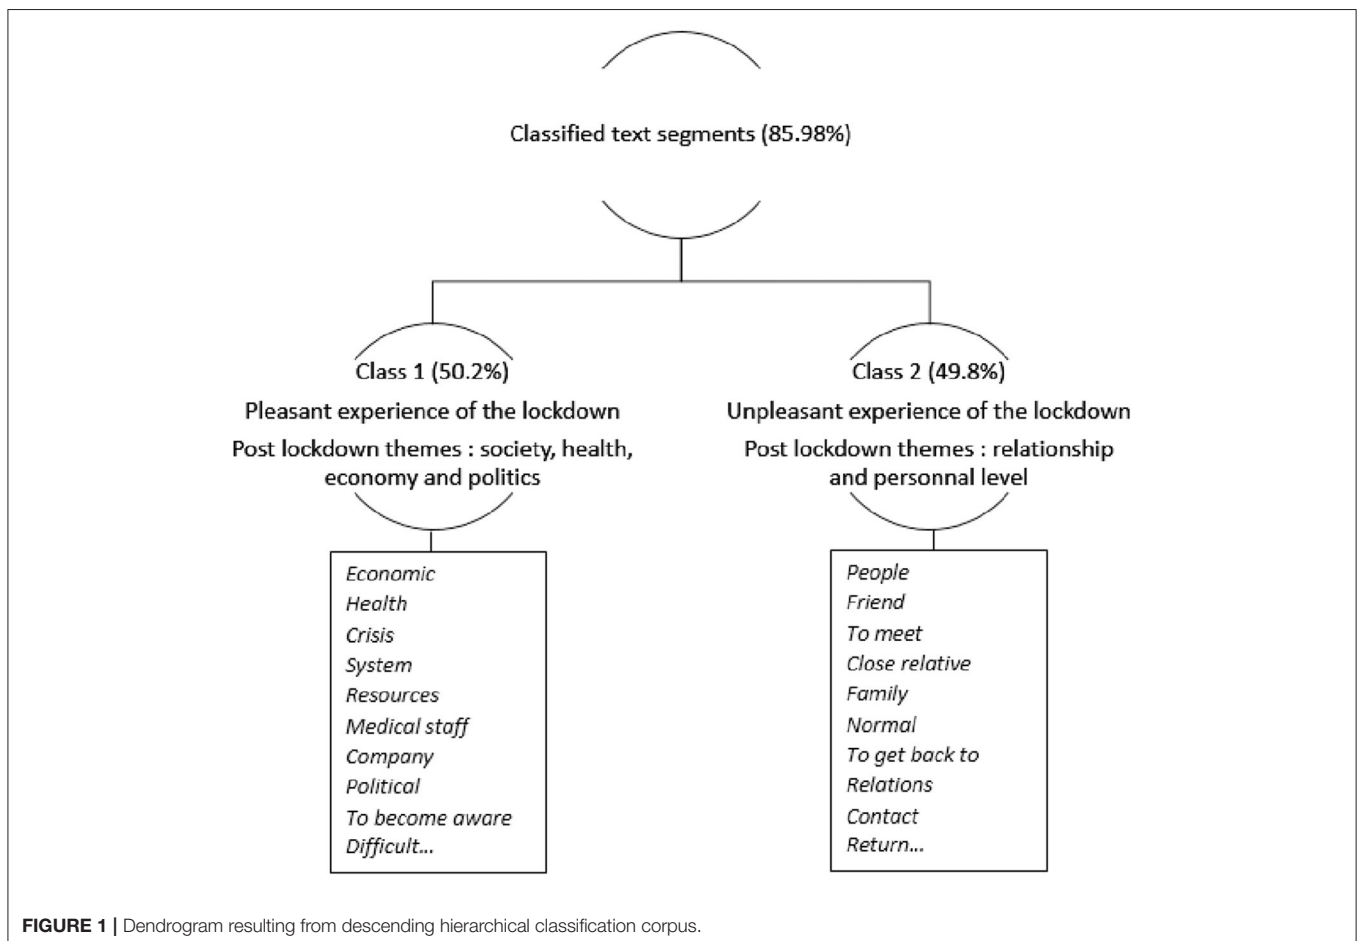 Classified text segments (85.98%)
Class 1 (50.2%)
Pleasant experience of the lockdown
Post lockdown themes : society, health,
economy and politics
Economic
Health
Crisis
System
Resources
Medical staff
Company
Political
To become aware
Difficult...
Class 2 (49.8%)
Unpleasant experience of the lockdown
Post lockdown themes : relationship
and personnal level
People
Friend
To meet
Close relative
Family
Normal
To get back to
Relations
Contact
Return...
FIGURE 1 | Dendrogram resulting from descending hierarchical classification corpus.